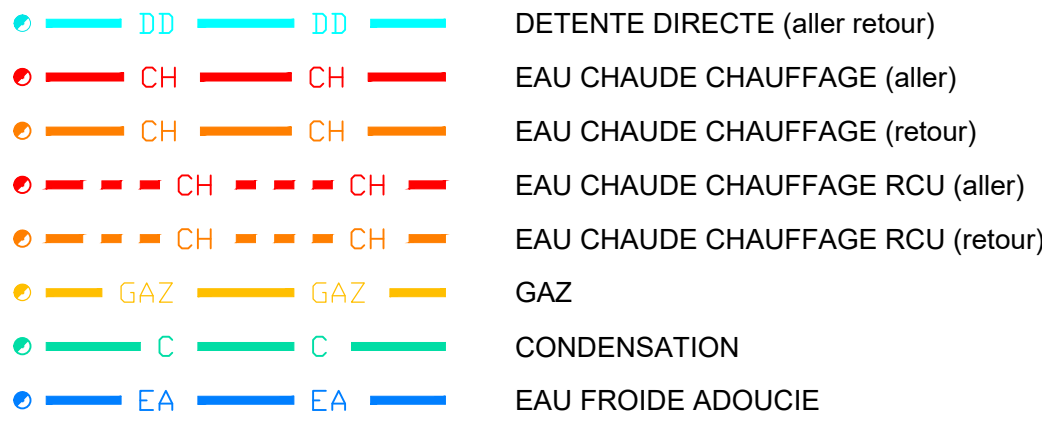 DD DD DETENTE DIRECTE (aller retour)
CH CH EAU CHAUDE CHAUFFAGE (aller)
CH CH EAU CHAUDE CHAUFFAGE (retour)
CH CH EAU CHAUDE CHAUFFAGE RCU (aller)
CH CH EAU CHAUDE CHAUFFAGE RCU (retour)
GAZ GAZ GAZ
C C CONDENSATION
EA EA EAU FROIDE ADOUCIE